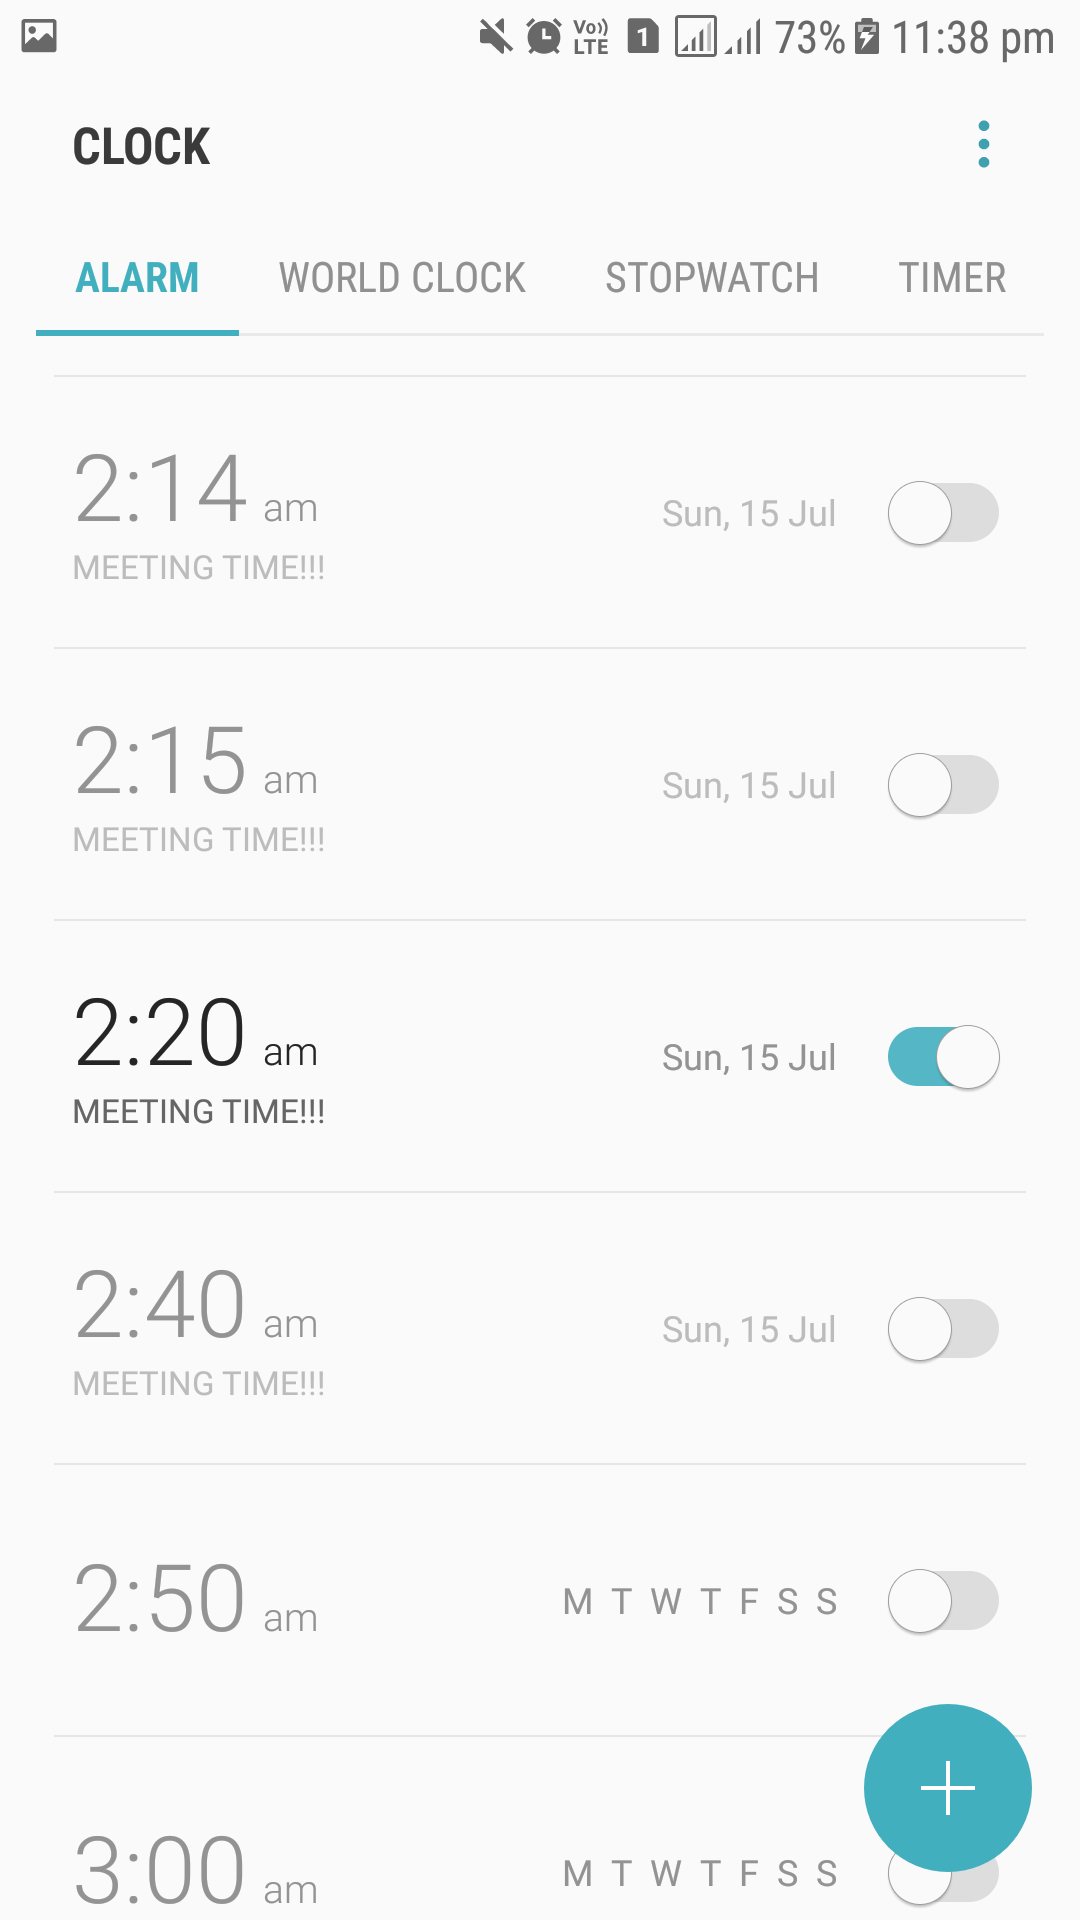 Vo)) LTE 1 73% 11:38 pm
CLOCK
ALARM WORLD CLOCK STOPWATCH TIMER
2:14 am Sun, 15 Jul
MEETING TIME!!!
2:15 am Sun, 15 Jul
MEETING TIME!!!
2:20 am Sun, 15 Jul
MEETING TIME!!!
2:40 am Sun, 15 Jul
MEETING TIME!!!
2:50 am M T W T F S S
3:00 am M T W T F S S